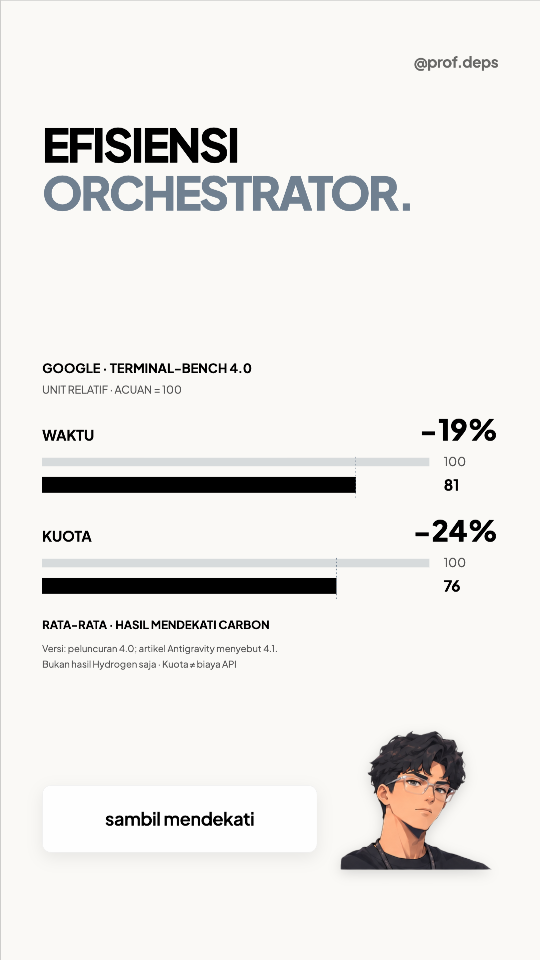 @prof.deps
EFISIENSI
ORCHESTRATOR.
GOOGLE · TERMINAL-BENCH 4.0
UNIT RELATIF · ACUAN = 100
WAKTU
-19%
100
81
KUOTA
-24%
100
76
RATA-RATA · HASIL MENDEKATI CARBON
Versi: peluncuran 4.0; artikel Antigravity menyebut 4.1.
Bukan hasil Hydrogen saja · Kuota ≠ biaya API
sambil mendekati